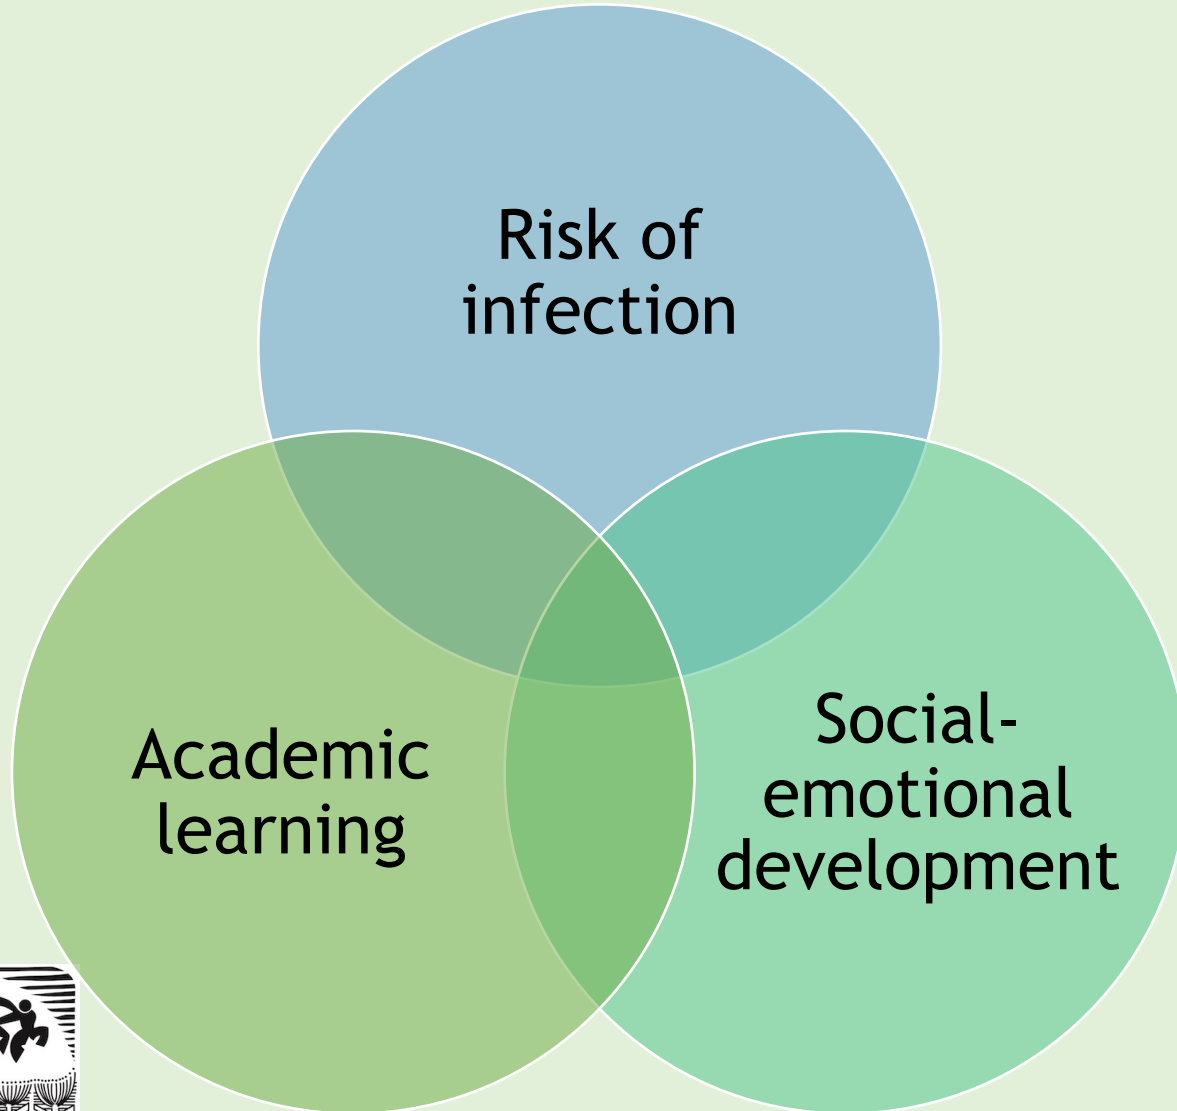 Risk of
infection
Academic
learning
Social-
emotional
development